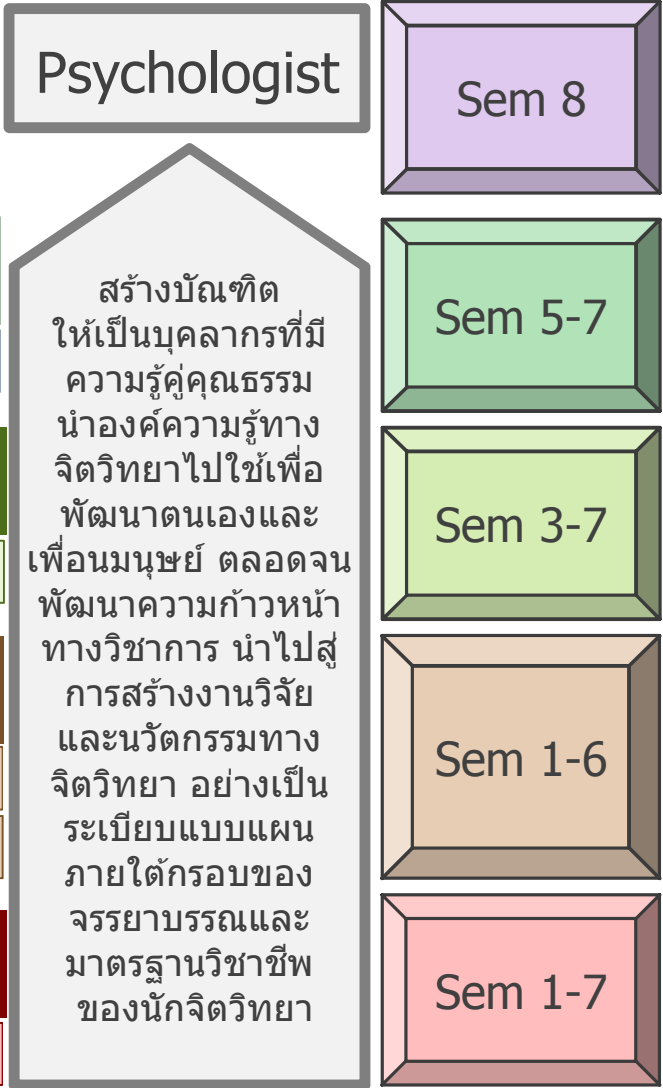 Psychologist
สร้างบัณฑิต
ให้เป็นบุคลากรที่มี
ความรู้คู่คุณธรรม
นำองค์ความรู้ทาง
จิตวิทยาไปใช้เพื่อ
พัฒนาตนเองและ
เพื่อนมนุษย์ ตลอดจน
พัฒนาความก้าวหน้า
ทางวิชาการ นำไปสู่
การสร้างงานวิจัย
และนวัตกรรมทาง
จิตวิทยา อย่างเป็น
ระเบียบแบบแผน
ภายใต้กรอบของ
จรรยาบรรณและ
มาตรฐานวิชาชีพ
ของนักจิตวิทยา
Sem 8
Sem 5-7
Sem 3-7
Sem 1-6
Sem 1-7